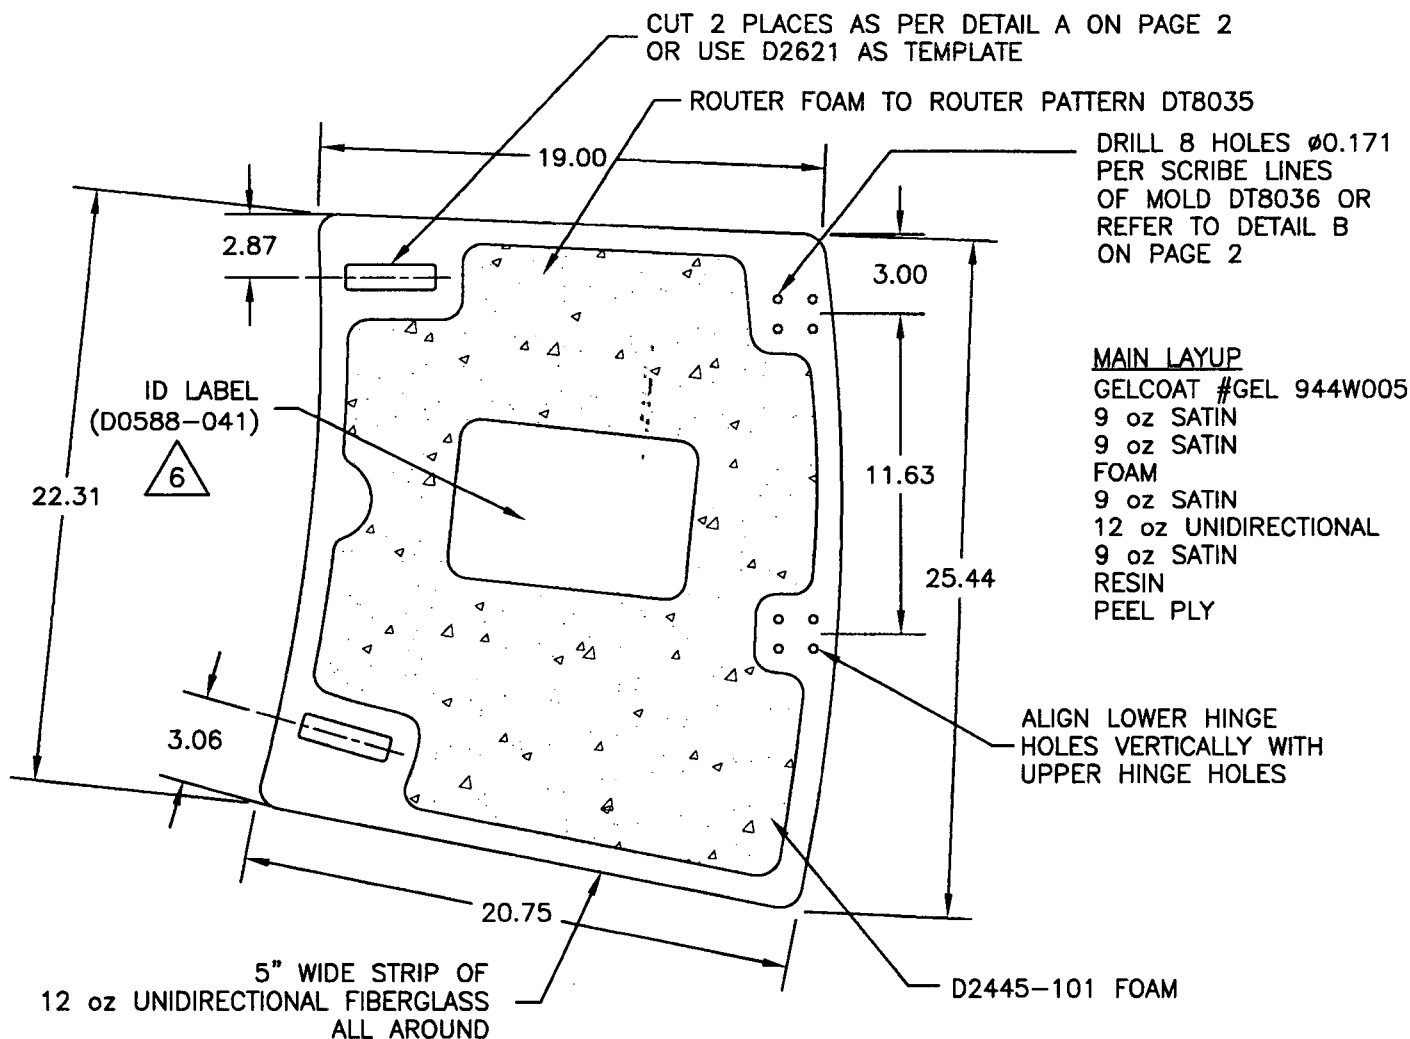 CUT 2 PLACES AS PER DETAIL A ON PAGE 2
OR USE D2621 AS TEMPLATE
ROUTER FOAM TO ROUTER PATTERN DT8035
DRILL 8 HOLES ø0.171
PER SCRIBE LINES
OF MOLD DT8036 OR
REFER TO DETAIL B
ON PAGE 2
19.00
2.87
3.00
MAIN LAYUP
GELCOAT #GEL 944W005
9 oz SATIN
9 oz SATIN
FOAM
9 oz SATIN
12 oz UNIDIRECTIONAL
9 oz SATIN
RESIN
PEEL PLY
ID LABEL
(D0588-041)
6
22.31
11.63
25.44
3.06
ALIGN LOWER HINGE
HOLES VERTICALLY WITH
UPPER HINGE HOLES
20.75
5" WIDE STRIP OF
12 oz UNIDIRECTIONAL FIBERGLASS
ALL AROUND
D2445-101 FOAM